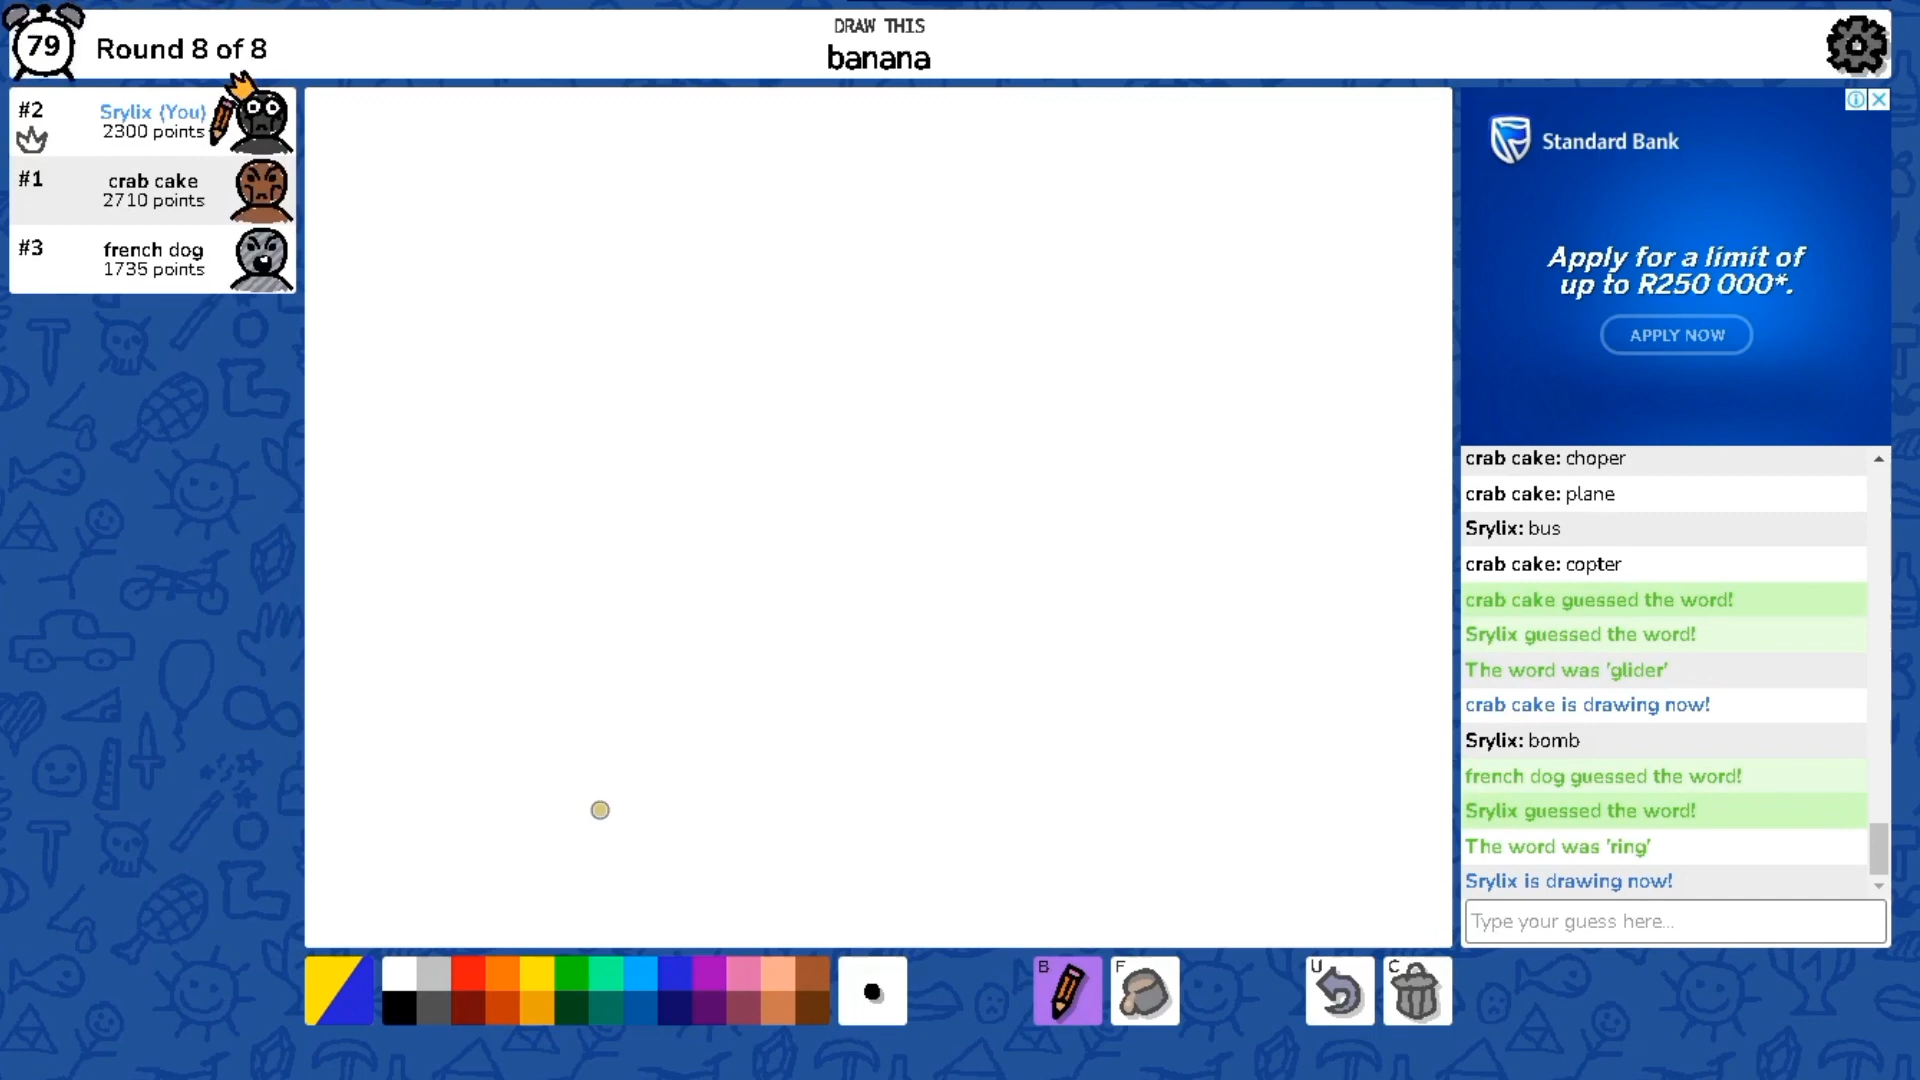 79
Round 8 of 8
DRAW THIS
banana
#2
Srylix (You)
2300 points
#1
crab cake
2710 points
#3
french dog
1735 points
Standard Bank
Apply for a limit of
up to R250 000*.
APPLY NOW
crab cake: choper
crab cake: plane
Srylix: bus
crab cake: copter
crab cake guessed the word!
Srylix guessed the word!
The word was 'glider'
crab cake is drawing now!
Srylix: bomb
french dog guessed the word!
Srylix guessed the word!
The word was 'ring'
Srylix is drawing now!
Type your guess here...
B
F
U
C